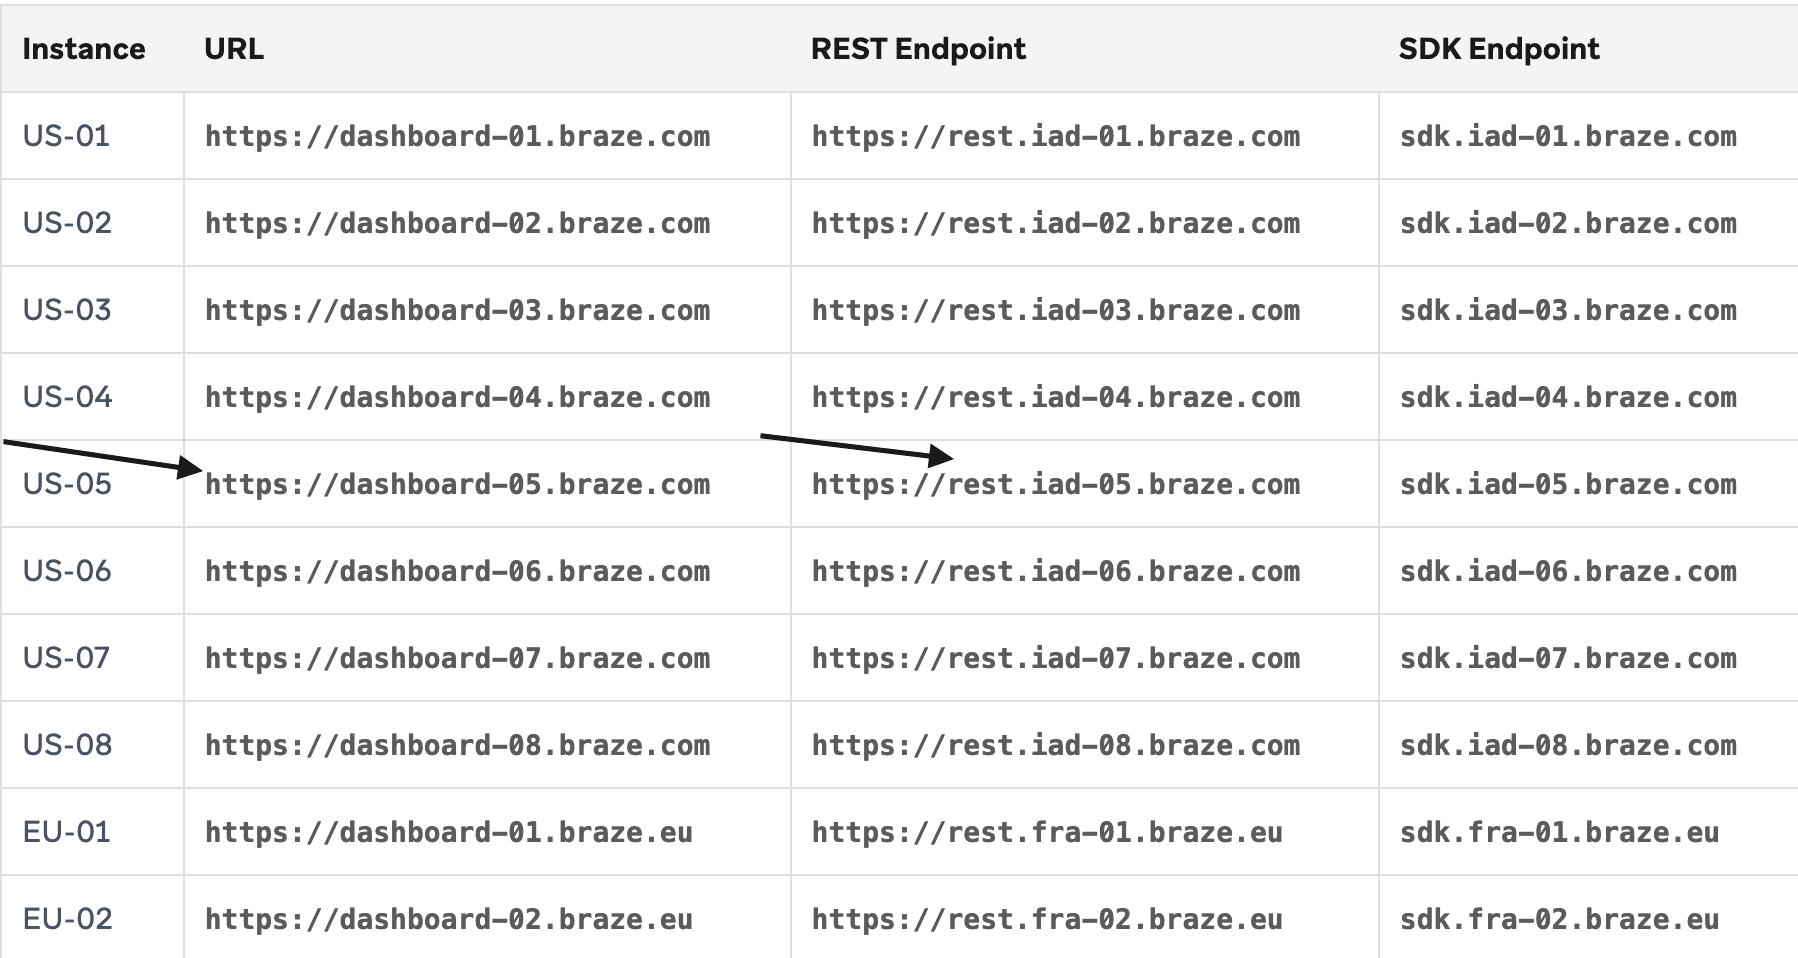 Instance URL REST Endpoint SDK Endpoint
US-01 https://dashboard-01.braze.com https://rest.iad-01.braze.com sdk.iad-01.braze.com
US-02 https://dashboard-02.braze.com https://rest.iad-02.braze.com sdk.iad-02.braze.com
US-03 https://dashboard-03.braze.com https://rest.iad-03.braze.com sdk.iad-03.braze.com
US-04 https://dashboard-04.braze.com https://rest.iad-04.braze.com sdk.iad-04.braze.com
US-05 https://dashboard-05.braze.com https://rest.iad-05.braze.com sdk.iad-05.braze.com
US-06 https://dashboard-06.braze.com https://rest.iad-06.braze.com sdk.iad-06.braze.com
US-07 https://dashboard-07.braze.com https://rest.iad-07.braze.com sdk.iad-07.braze.com
US-08 https://dashboard-08.braze.com https://rest.iad-08.braze.com sdk.iad-08.braze.com
EU-01 https://dashboard-01.braze.eu https://rest.fra-01.braze.eu sdk.fra-01.braze.eu
EU-02 https://dashboard-02.braze.eu https://rest.fra-02.braze.eu sdk.fra-02.braze.eu